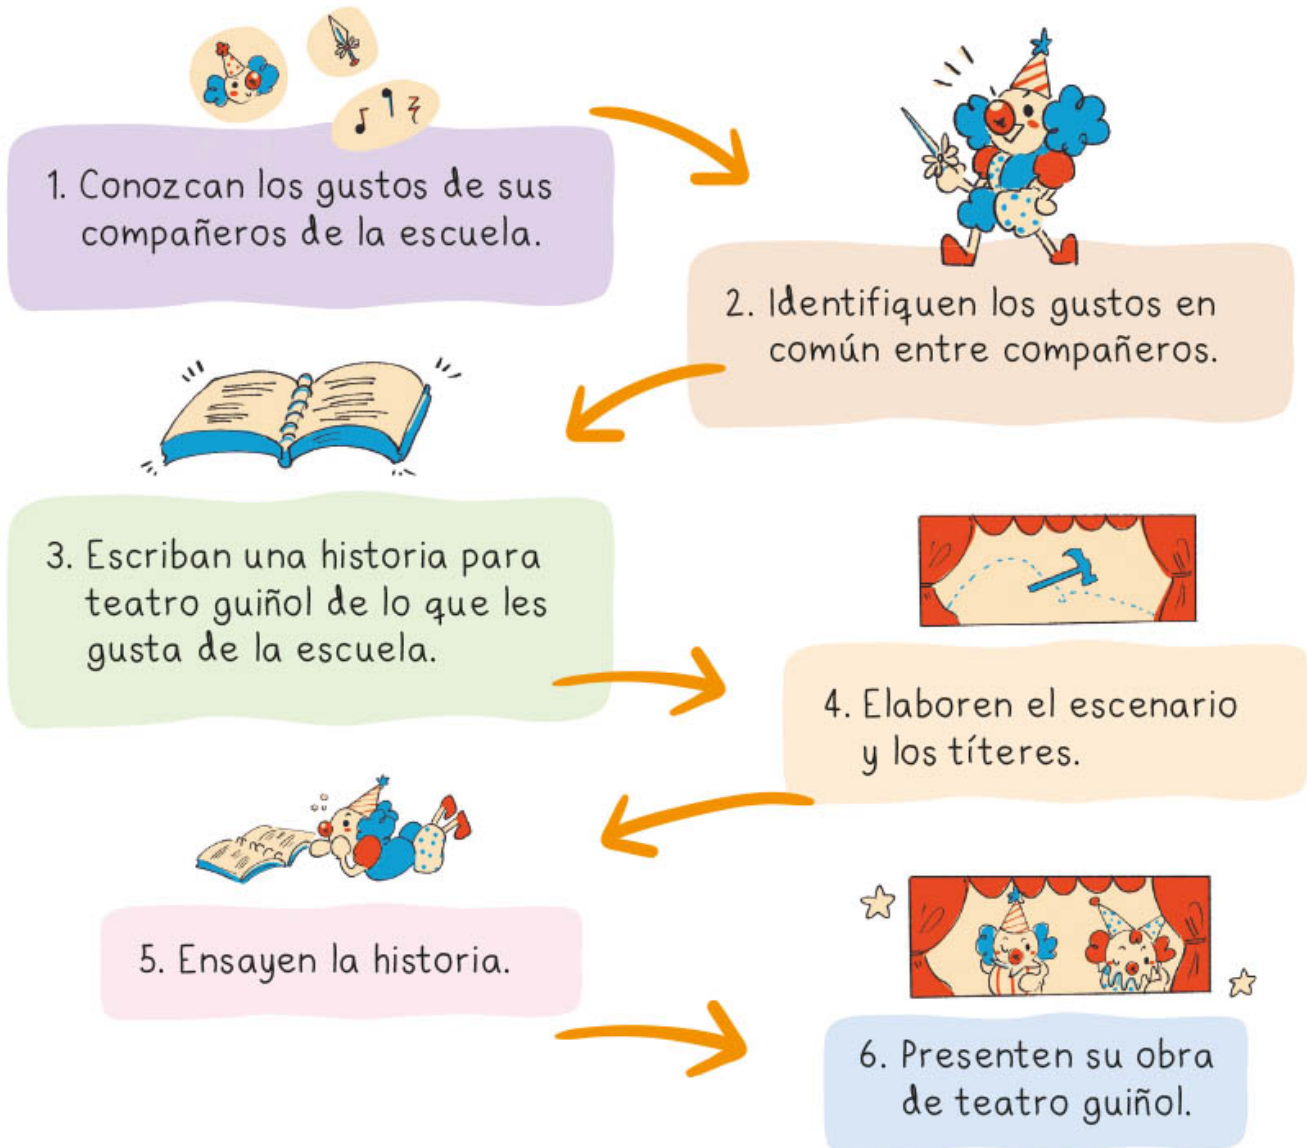 1. Conozcan los gustos de sus
compañeros de la escuela.
2. Identifiquen los gustos en
común entre compañeros.
3. Escriban una historia para
teatro guiñol de lo que les
gusta de la escuela.
4. Elaboren el escenario
y los títeres.
5. Ensayen la historia.
6. Presenten su obra
de teatro guiñol.